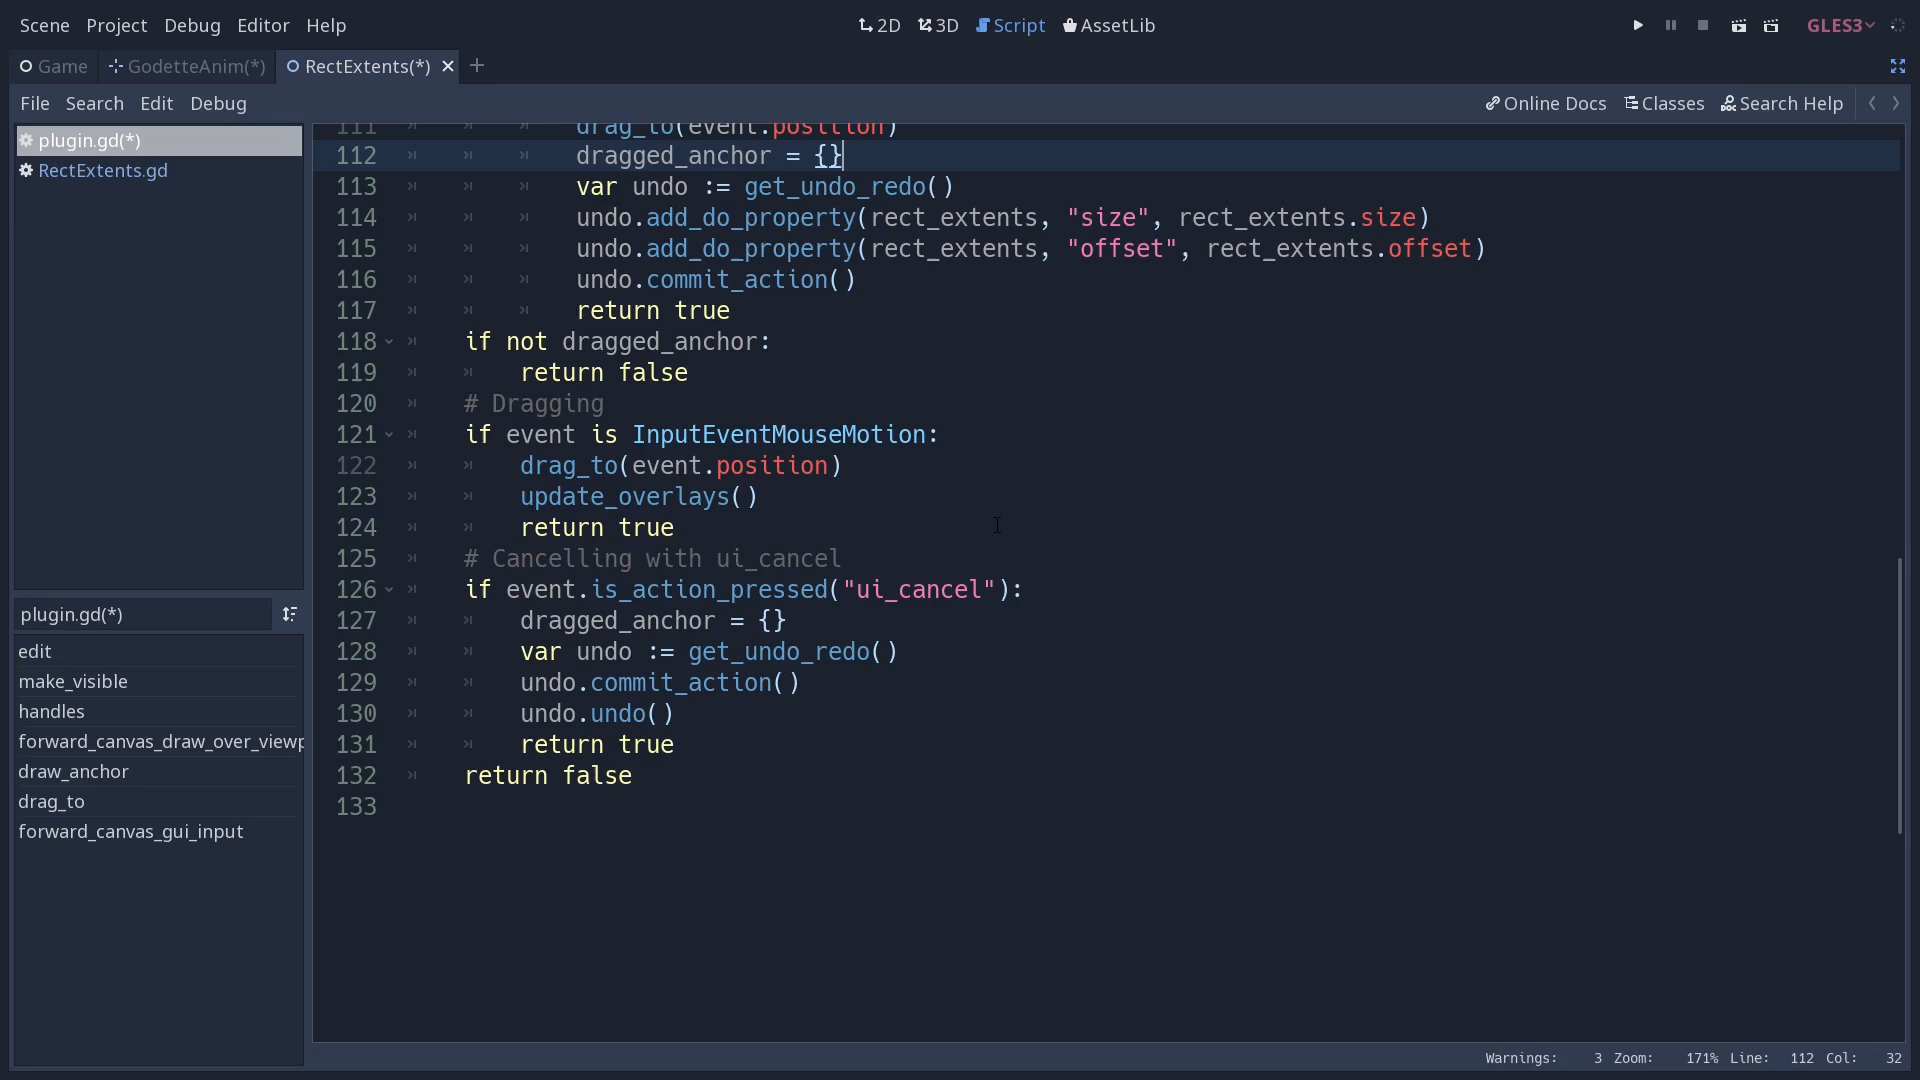 Scene Project Debug Editor Help
2D 3D Script AssetLib
GLES3
Game GodetteAnim(*) RectExtents(*)
File Search Edit Debug
Online Docs Classes Search Help
plugin.gd(*)
RectExtents.gd
plugin.gd(*)
edit
make_visible
handles
forward_canvas_draw_over_viewp
draw_anchor
drag_to
forward_canvas_gui_input
111 drag_to(event.position)
112 dragged_anchor = {}
113 var undo := get_undo_redo()
114 undo.add_do_property(rect_extents, "size", rect_extents.size)
115 undo.add_do_property(rect_extents, "offset", rect_extents.offset)
116 undo.commit_action()
117 return true
118 if not dragged_anchor:
119 return false
120 # Dragging
121 if event is InputEventMouseMotion:
122 drag_to(event.position)
123 update_overlays()
124 return true
125 # Cancelling with ui_cancel
126 if event.is_action_pressed("ui_cancel"):
127 dragged_anchor = {}
128 var undo := get_undo_redo()
129 undo.commit_action()
130 undo.undo()
131 return true
132 return false
133
Warnings: 3 Zoom: 171% Line: 112 Col: 32